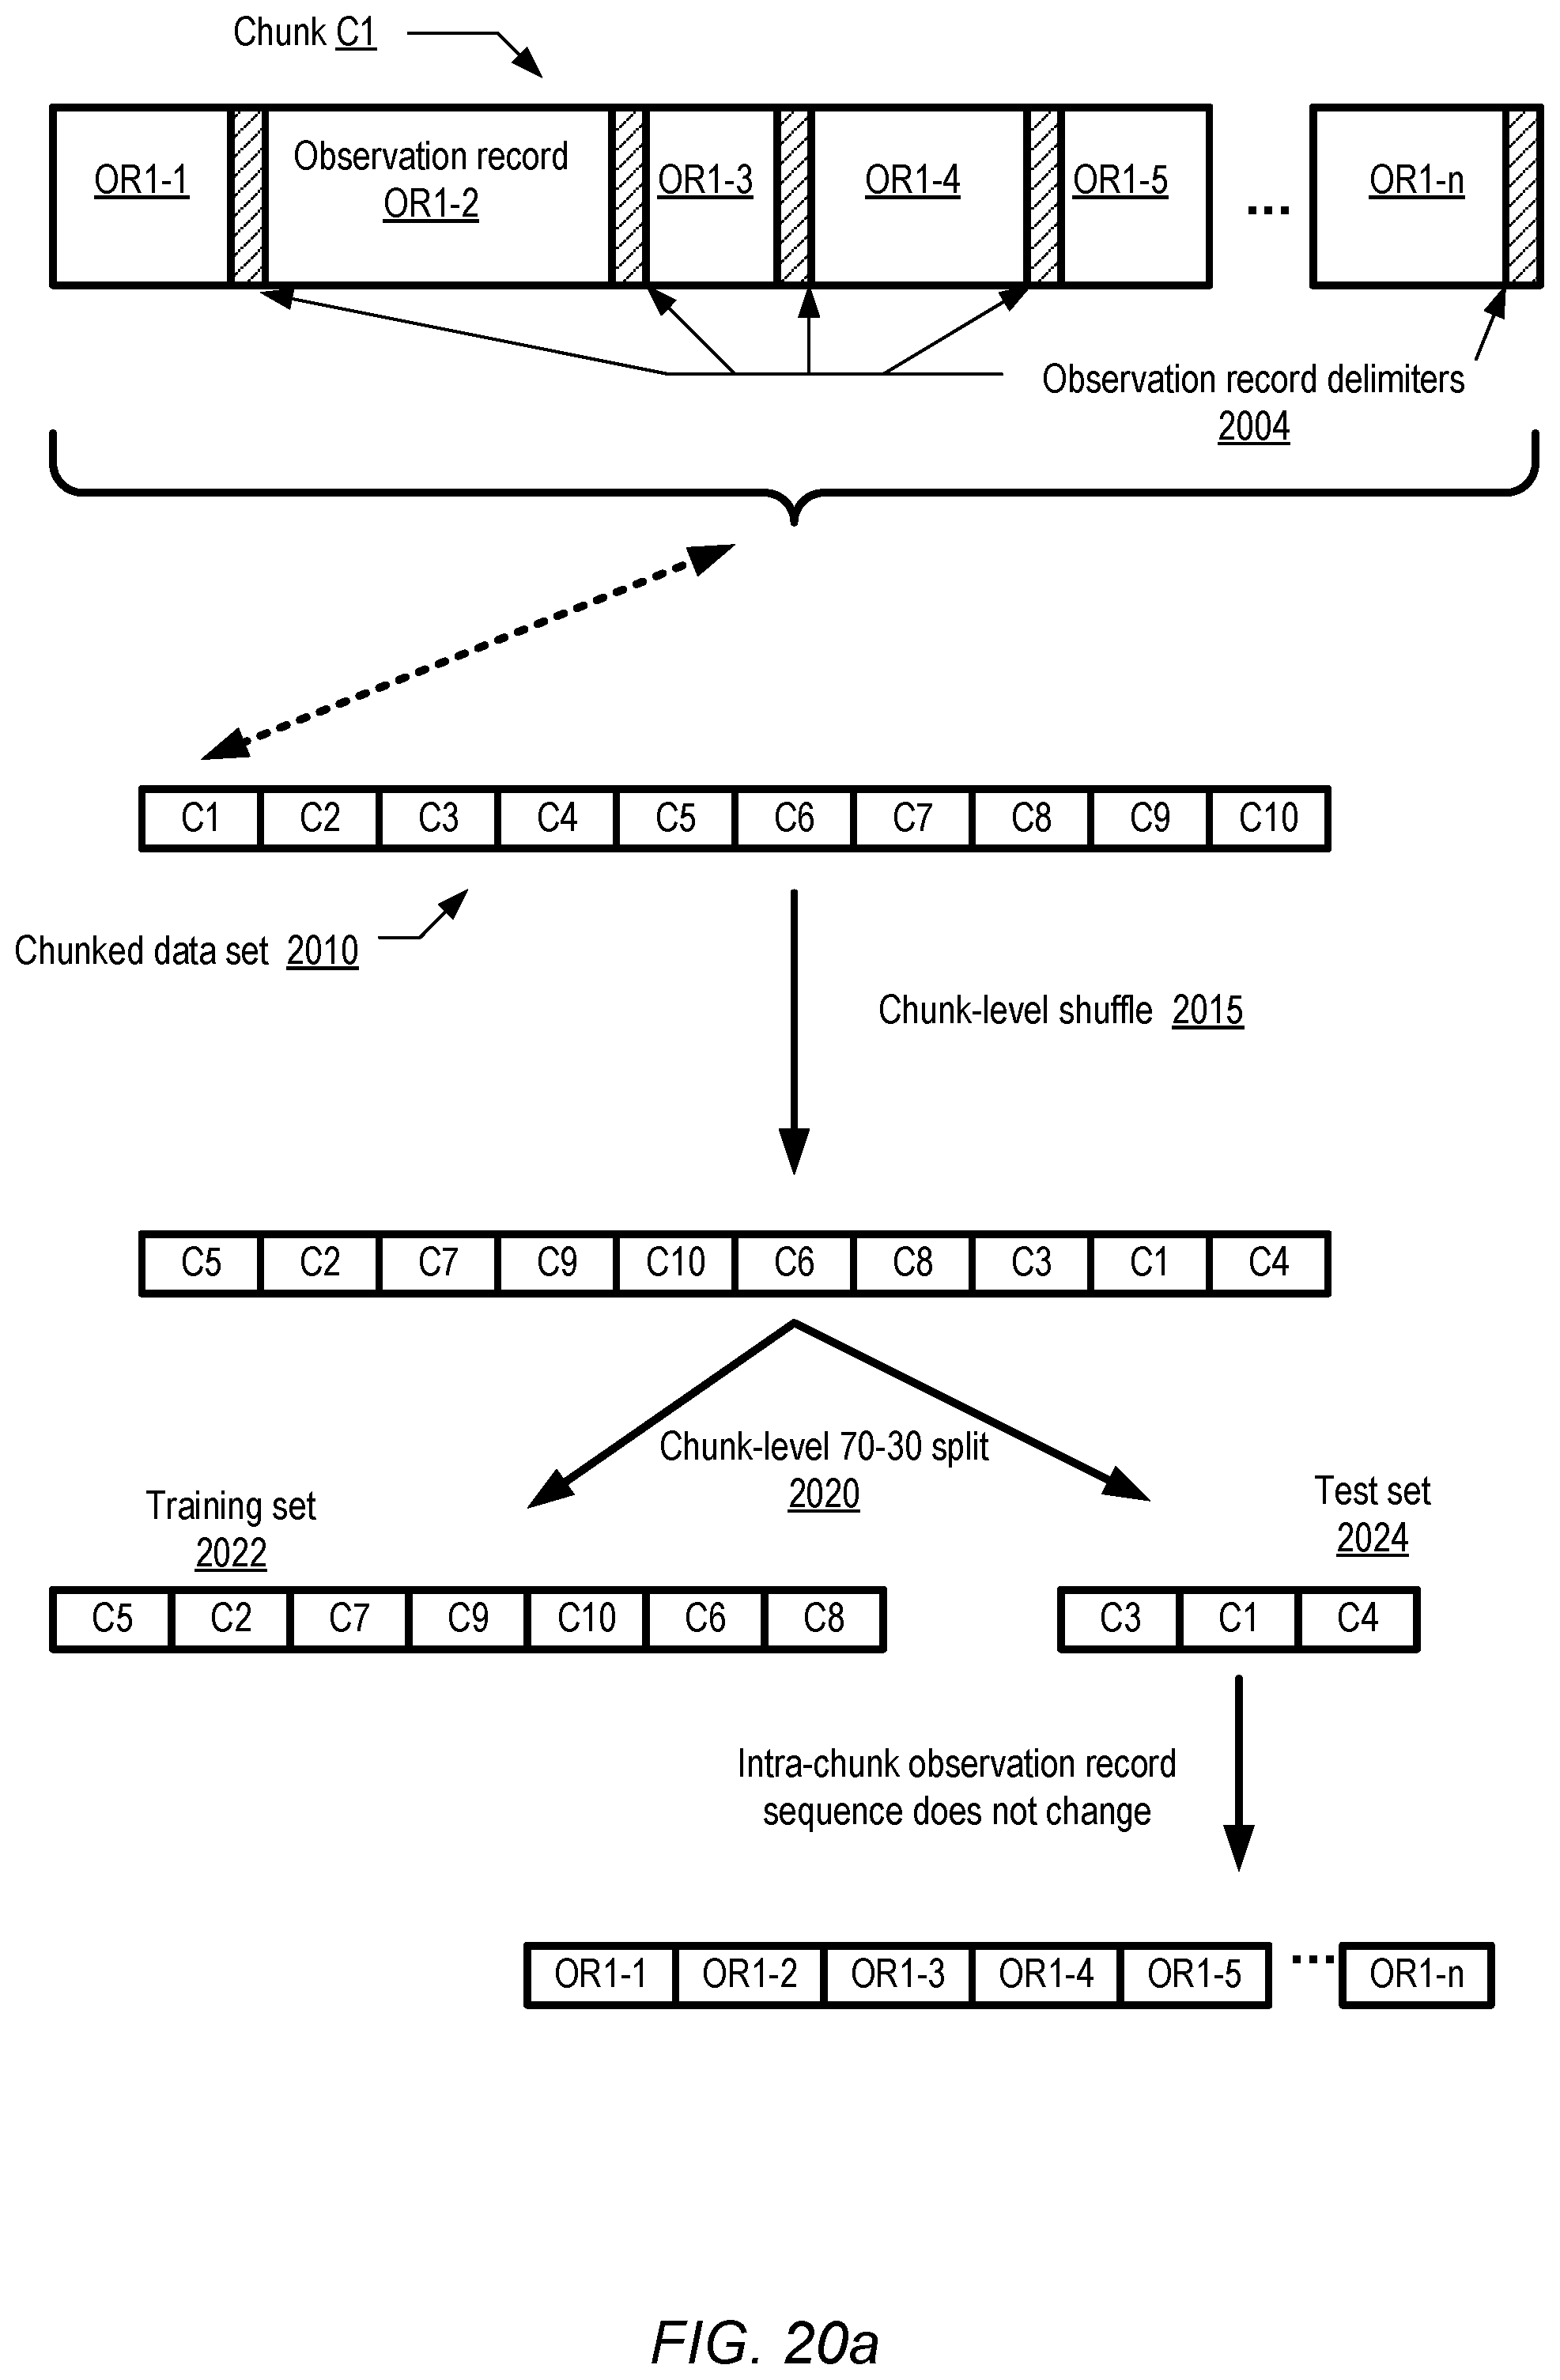 Chunk C1
OR1-1
Observation record
OR1-2
OR1-3
OR1-4
OR1-5
...
OR1-n
Observation record delimiters
2004
C1 C2 C3 C4 C5 C6 C7 C8 C9 C10
Chunked data set 2010
Chunk-level shuffle 2015
C5 C2 C7 C9 C10 C6 C8 C3 C1 C4
Chunk-level 70-30 split
2020
Training set
2022
Test set
2024
C5 C2 C7 C9 C10 C6 C8
C3 C1 C4
Intra-chunk observation record
sequence does not change
OR1-1 OR1-2 OR1-3 OR1-4 OR1-5 ... OR1-n
FIG. 20a